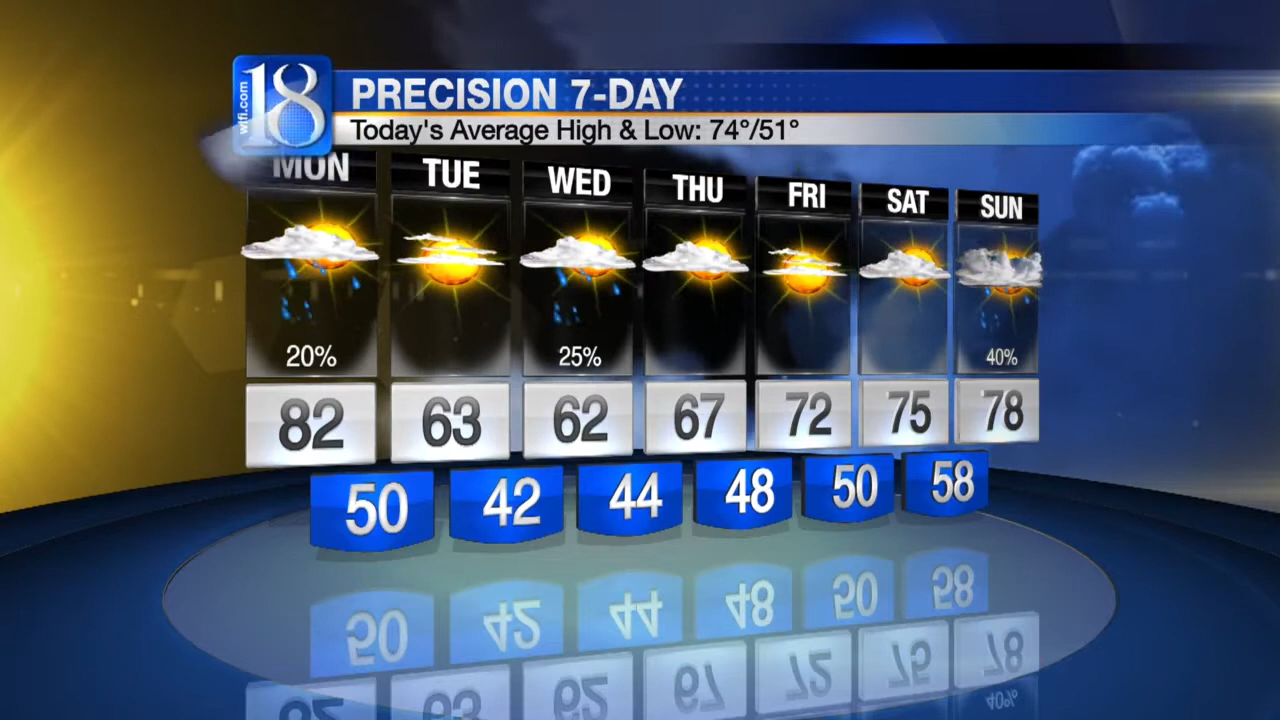 wlfi.com
18
PRECISION 7-DAY
Today's Average High & Low: 74°/51°
MON TUE WED THU FRI SAT SUN
20% 25% 40%
82 63 62 67 72 75 78
50 42 44 48 50 58